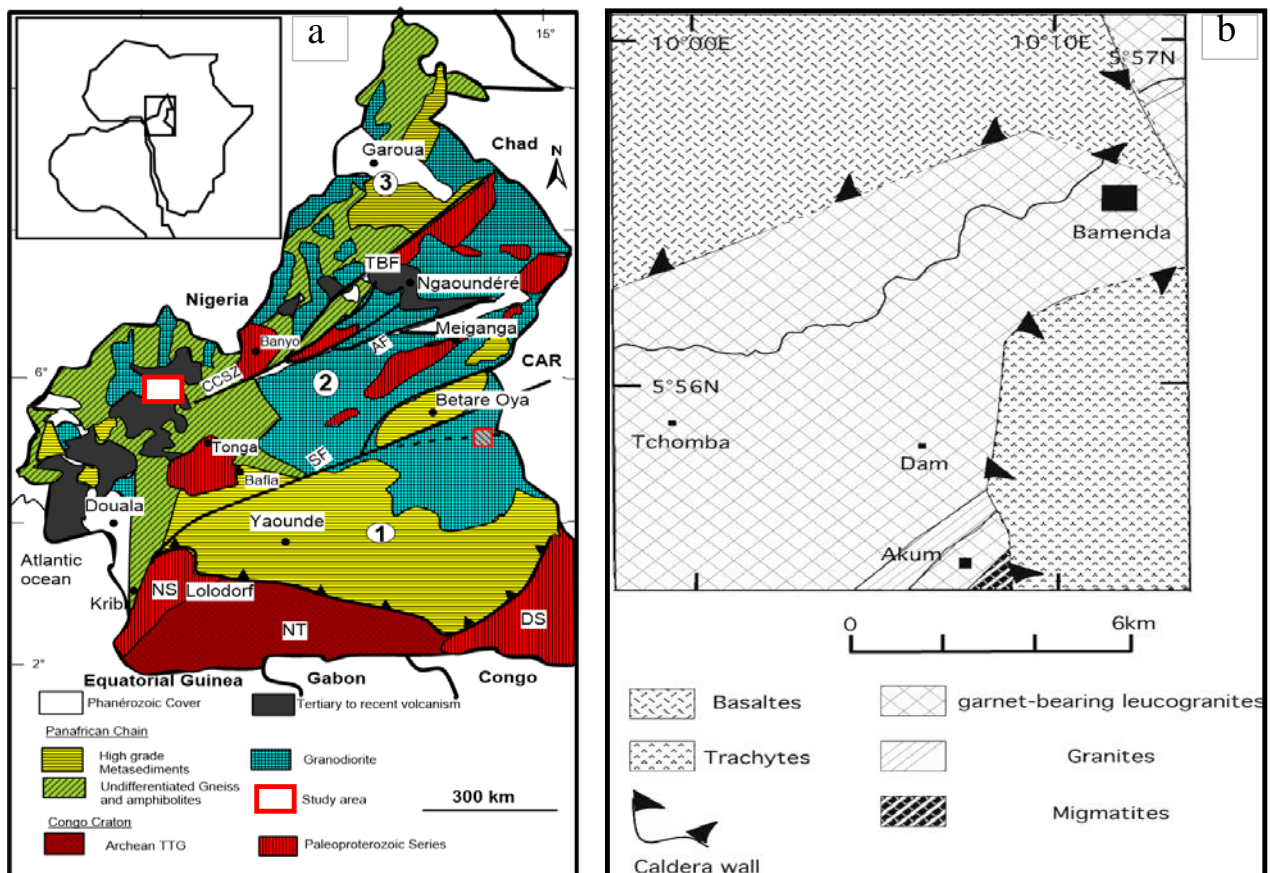 a
15°
Chad
N
Garoua
3
TBF
Ngaoundéré
Nigeria
Meiganga
Banyo
AF
CAR
6°
CCSZ
2
Betare Oya
Tonga
SF
Bafia
Douala
Yaounde
1
Atlantic
ocean
NS
Lolodorf
Kribi
DS
NT
2°
Equatorial Guinea
Gabon
Congo
Phanérozoic Cover
Tertiary to recent volcanism
Panafrican Chain
High grade
Metasediments
Granodiorite
Undifferentiated Gneiss
and amphibolites
Study area
300 km
Congo Craton
Archean TTG
Paleoproterozoic Series
b
10°00E
10°10E
5°57N
Bamenda
5°56N
Tchomba
Dam
Akum
0
6km
Basaltes
garnet-bearing leucogranites
Trachytes
Granites
Migmatites
Caldera wall